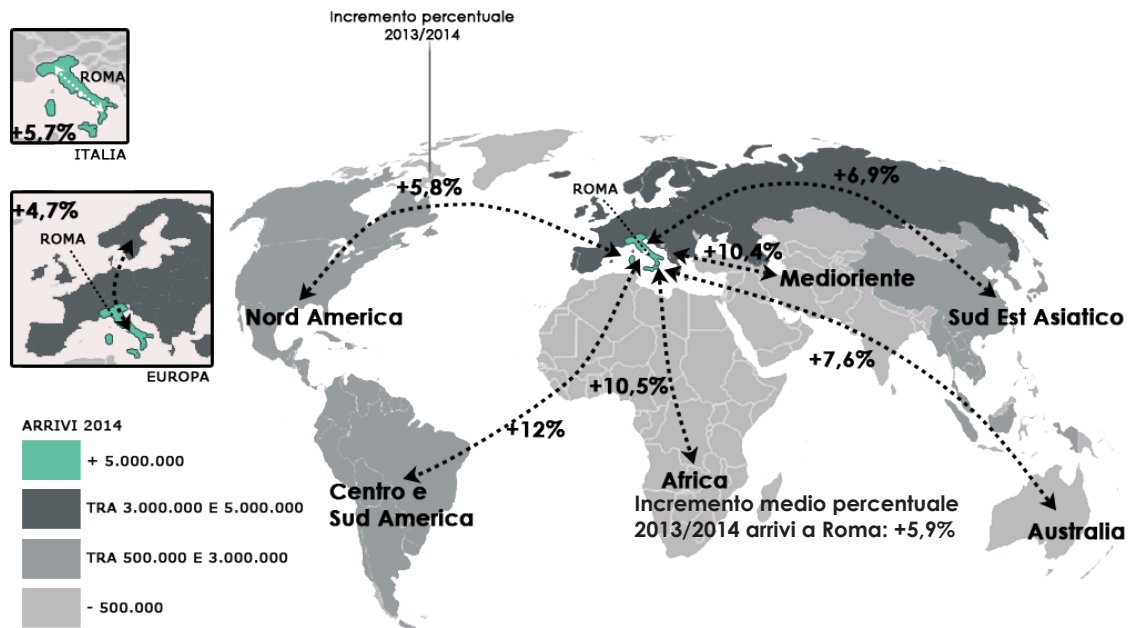 Incremento percentuale
2013/2014
ROMA
+5,7%
ITALIA
+4,7%
ROMA
EUROPA
+5,8%
ROMA
+6,9%
+10,4%
Medioriente
Nord America
Sud Est Asiatico
+7,6%
+10,5%
+12%
Centro e
Sud America
Africa
Incremento medio percentuale
2013/2014 arrivi a Roma: +5,9%
Australia
ARRIVI 2014
+ 5.000.000
TRA 3.000.000 E 5.000.000
TRA 500.000 E 3.000.000
- 500.000